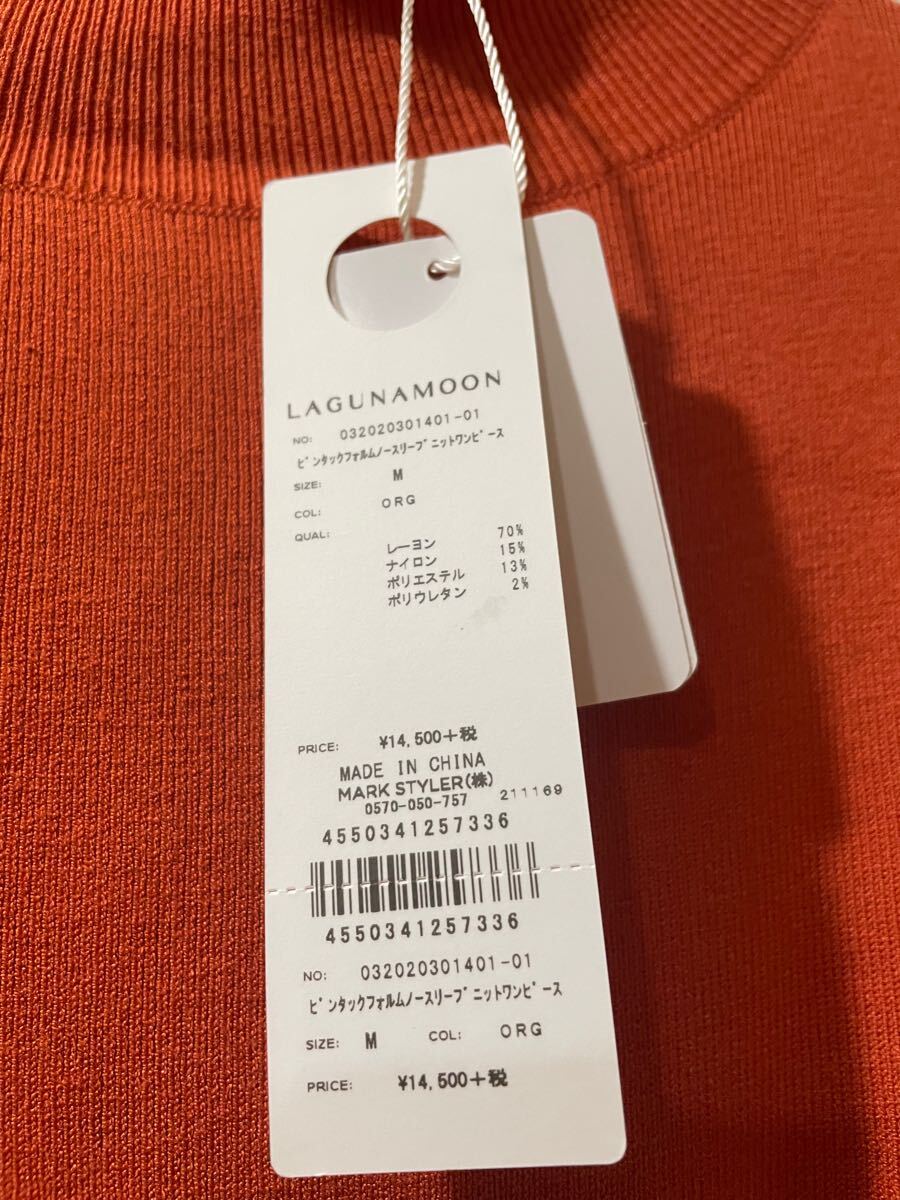 LAGUNAMOON
NO: 032020301401-01
ピンタックフォルムノースリーブニットワンピース
SIZE: M
COL: ORG
QUAL:
レーヨン 70%
ナイロン 15%
ポリエステル 13%
ポリウレタン 2%
PRICE: ¥14,500+税
MADE IN CHINA
MARK STYLER(株)
0570-050-757 211169
4550341257336
4550341257336
NO: 032020301401-01
ピンタックフォルムノースリーブニットワンピース
SIZE: M COL: ORG
PRICE: ¥14,500+税